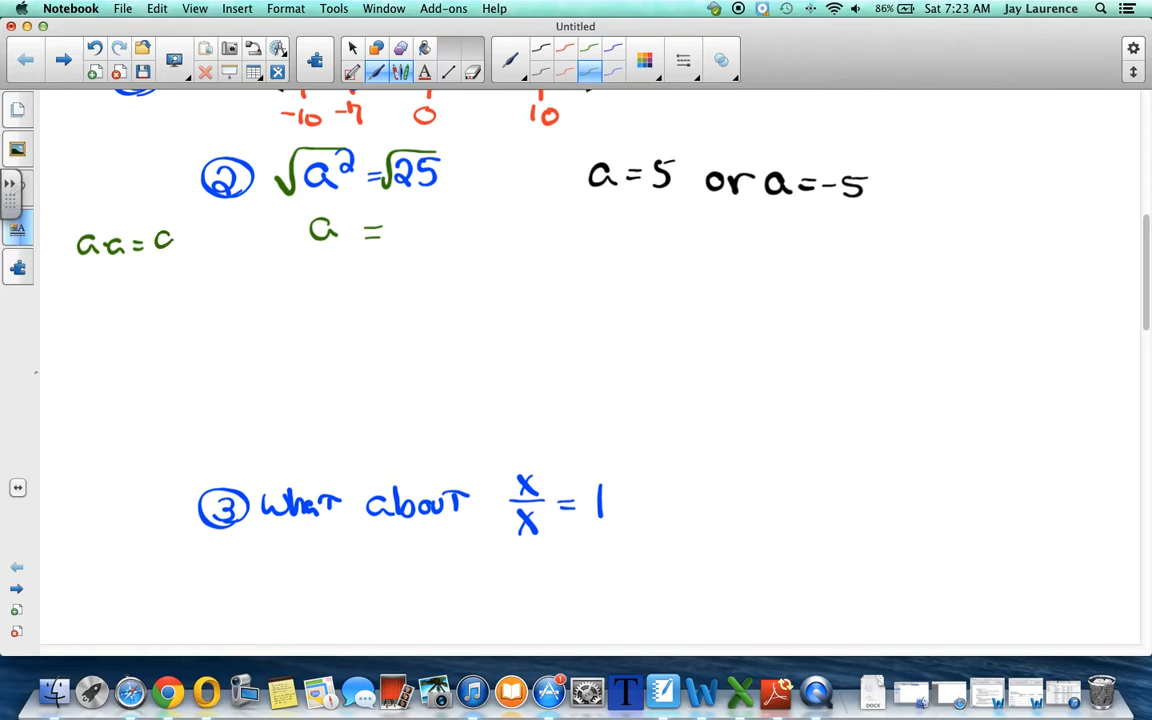 Notebook File Edit View Insert Format Tools Window Add-ons Help 86% Sat 7:23 AM Jay Laurence
Untitled
-10 -7 0 10
② √a² = √25 a = 5 or a = -5
a =
aa = a
③ What about x/x = 1